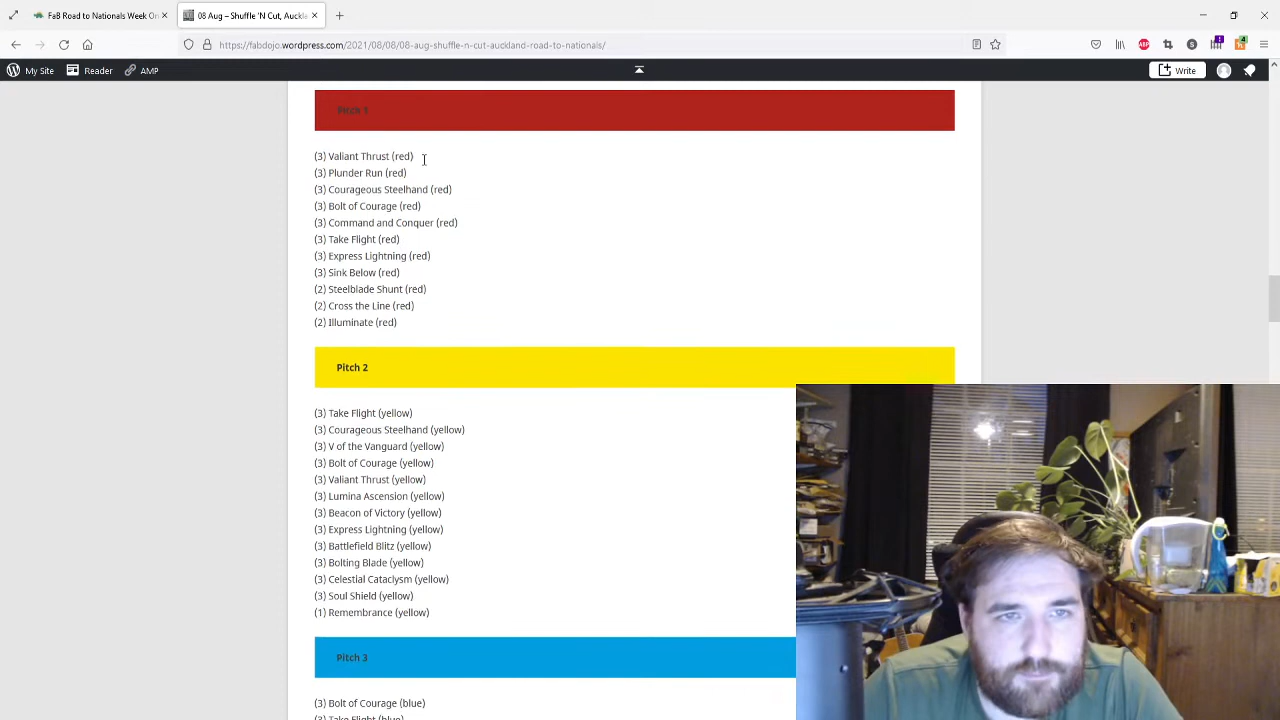 FaB Road to Nationals Week On
08 Aug – Shuffle 'N Cut, Auckla
https://fabdojo.wordpress.com/2021/08/08/08-aug-shuffle-n-cut-auckland-road-to-nationals/
My Site
Reader
AMP
Write
Pitch 1
(3) Valiant Thrust (red)
(3) Plunder Run (red)
(3) Courageous Steelhand (red)
(3) Bolt of Courage (red)
(3) Command and Conquer (red)
(3) Take Flight (red)
(3) Express Lightning (red)
(3) Sink Below (red)
(2) Steelblade Shunt (red)
(2) Cross the Line (red)
(2) Illuminate (red)
Pitch 2
(3) Take Flight (yellow)
(3) Courageous Steelhand (yellow)
(3) V of the Vanguard (yellow)
(3) Bolt of Courage (yellow)
(3) Valiant Thrust (yellow)
(3) Lumina Ascension (yellow)
(3) Beacon of Victory (yellow)
(3) Express Lightning (yellow)
(3) Battlefield Blitz (yellow)
(3) Bolting Blade (yellow)
(3) Celestial Cataclysm (yellow)
(3) Soul Shield (yellow)
(1) Remembrance (yellow)
Pitch 3
(3) Bolt of Courage (blue)
(3) Take Flight (blue)